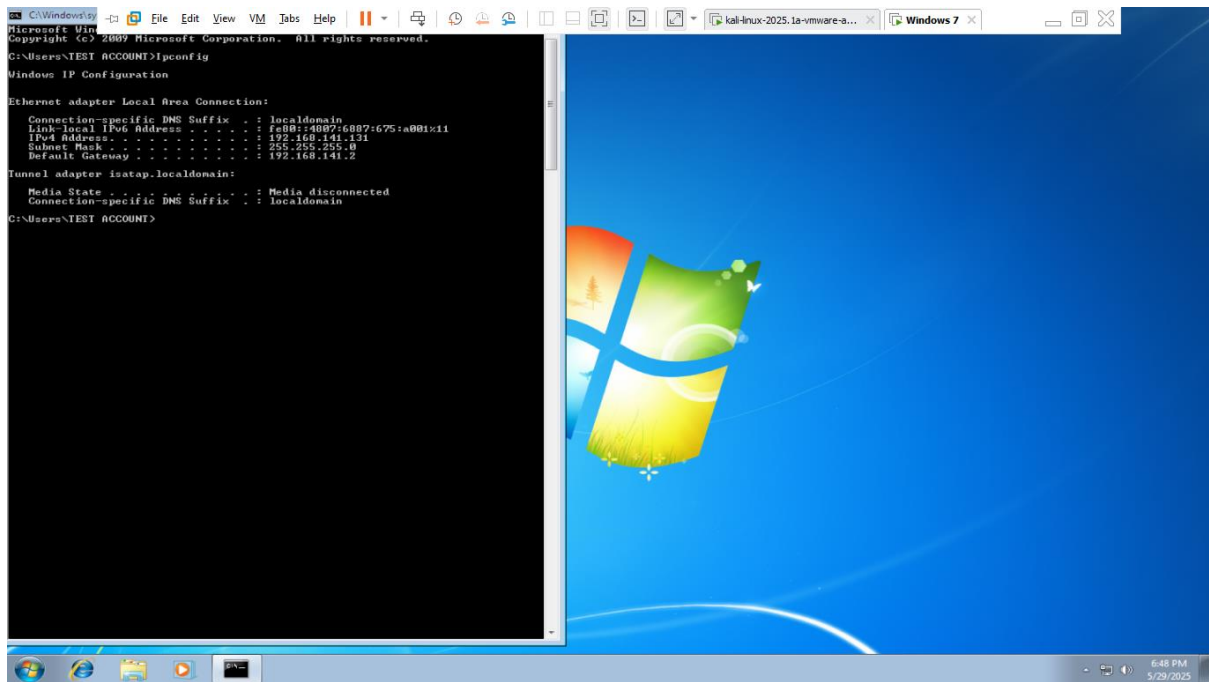 C:\Windows\sy
File Edit View VM Tabs Help
kali-linux-2025.1a-vmware-a...
Windows 7
Microsoft Win
Copyright (c) 2009 Microsoft Corporation. All rights reserved.
C:\Users\TEST ACCOUNT>Ipconfig
Windows IP Configuration
Ethernet adapter Local Area Connection:
Connection-specific DNS Suffix . : localdomain
Link-local IPv6 Address . . . . . : fe80::4807:6887:675:a001%11
IPv4 Address. . . . . . . . . . . : 192.168.141.131
Subnet Mask . . . . . . . . . . . : 255.255.255.0
Default Gateway . . . . . . . . . : 192.168.141.2
Tunnel adapter isatap.localdomain:
Media State . . . . . . . . . . . : Media disconnected
Connection-specific DNS Suffix . : localdomain
C:\Users\TEST ACCOUNT>
6:48 PM
5/29/2025